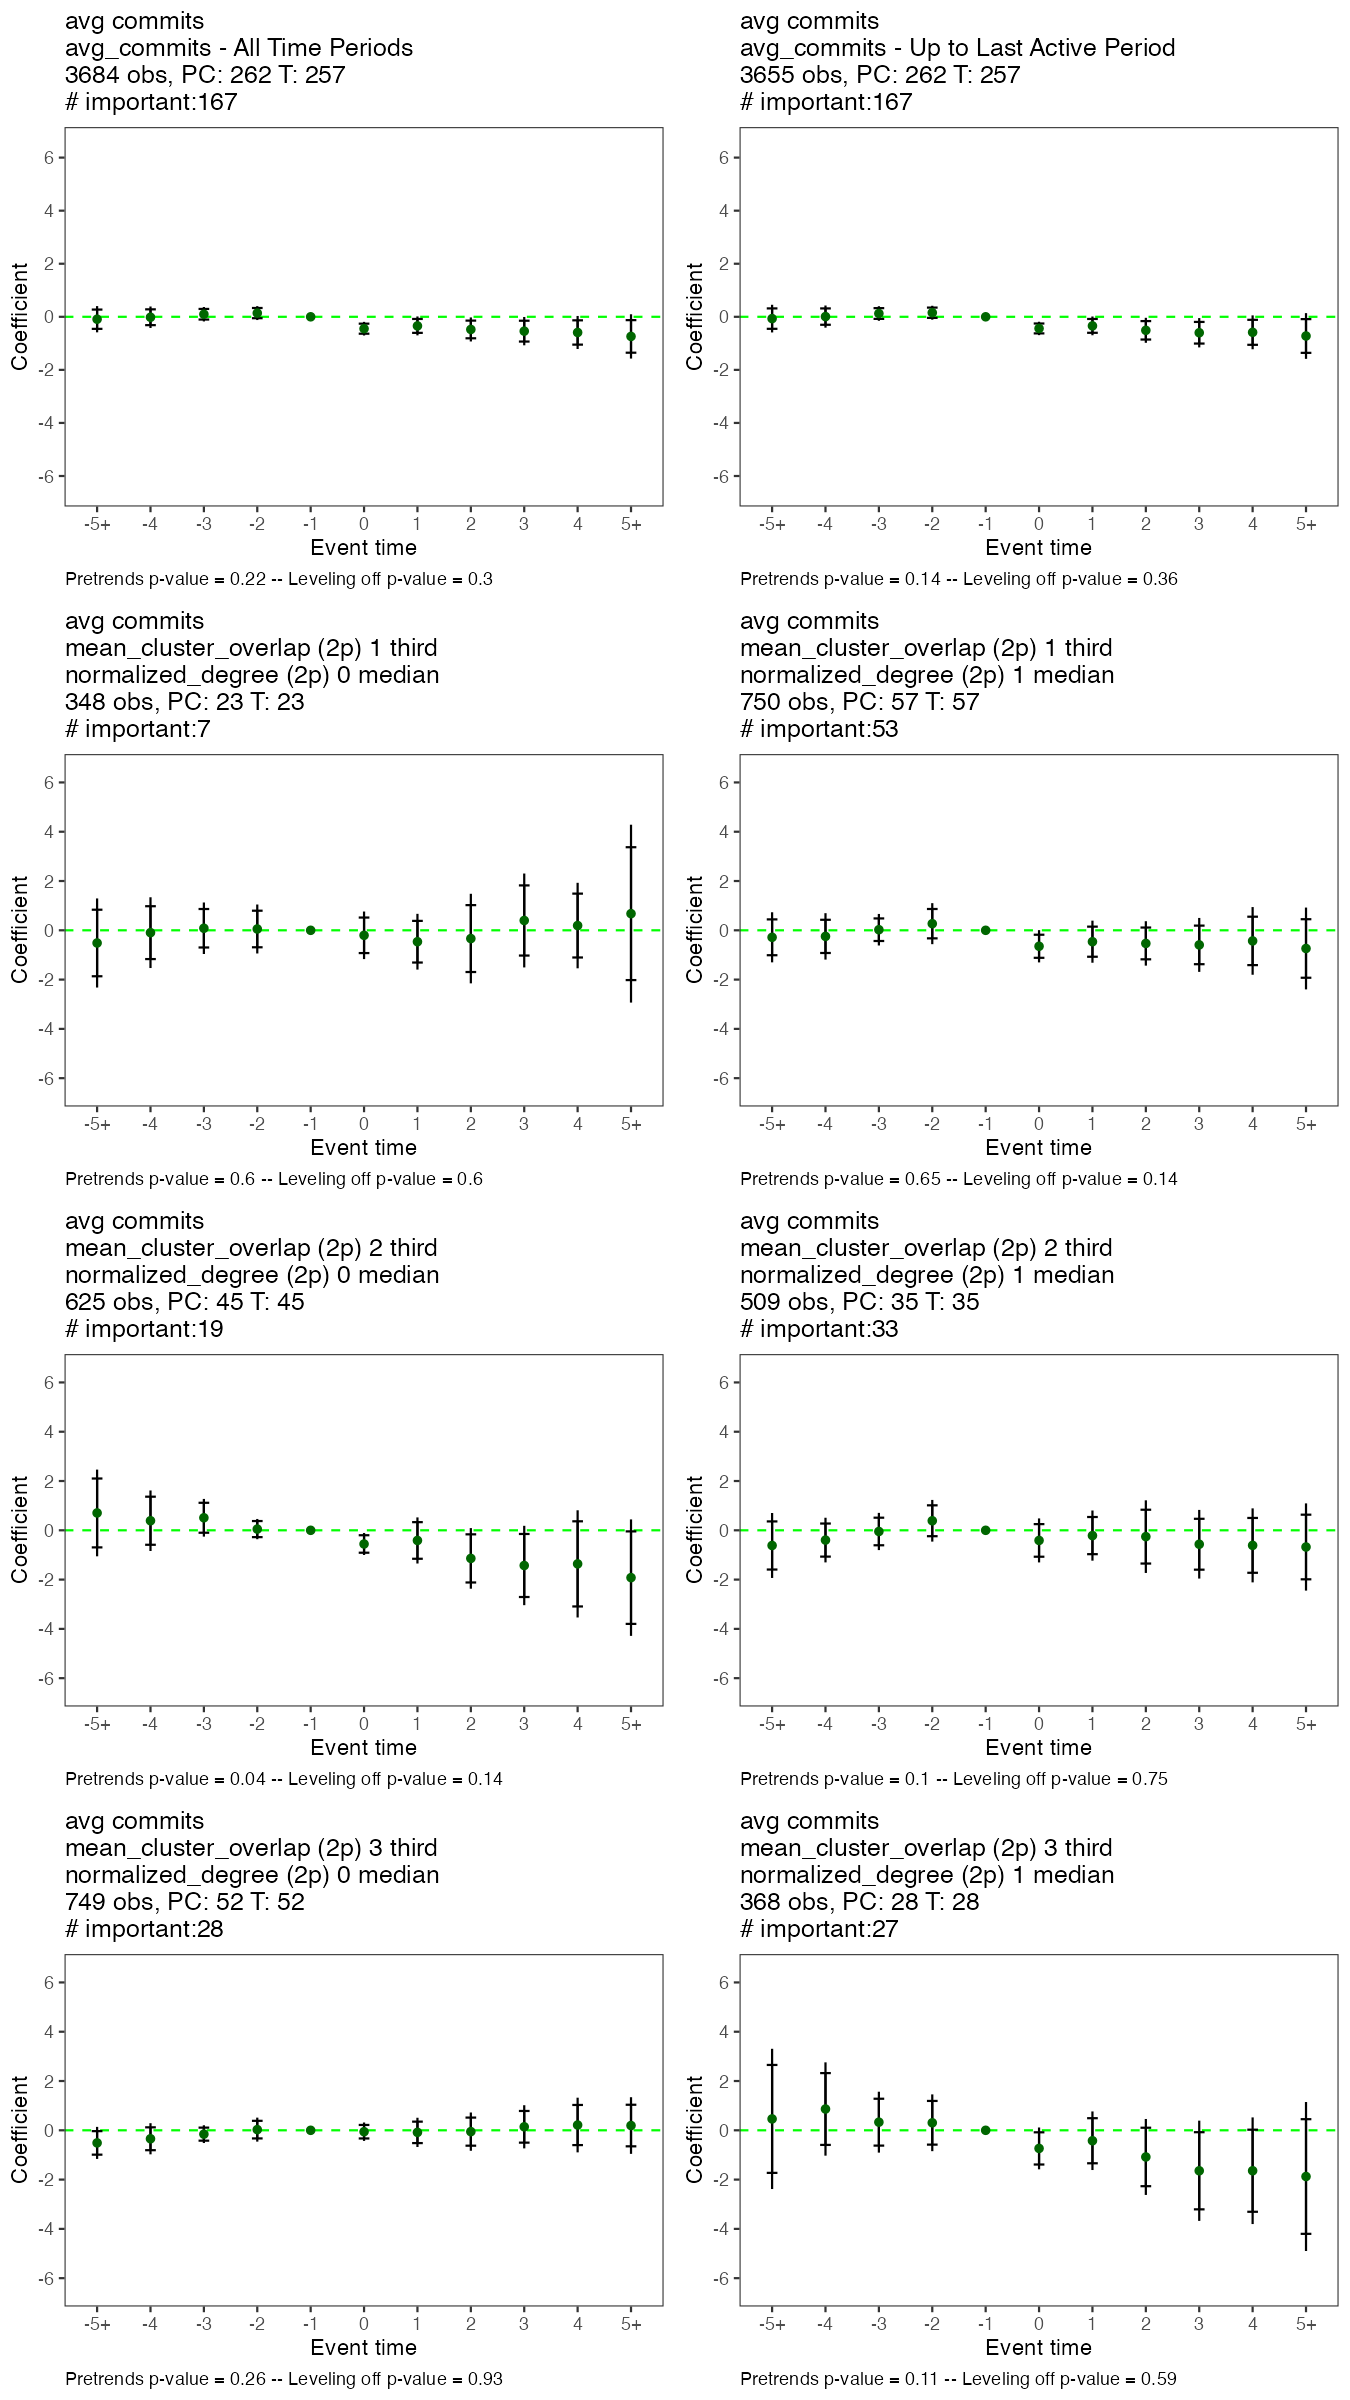 avg commits
avg_commits - All Time Periods
3684 obs, PC: 262 T: 257
# important:167
6
4
2
0
-2
-4
-6
Coefficient
-5+ -4 -3 -2 -1 0 1 2 3 4 5+
Event time
Pretrends p-value = 0.22 -- Leveling off p-value = 0.3
avg commits
avg_commits - Up to Last Active Period
3655 obs, PC: 262 T: 257
# important:167
6
4
2
0
-2
-4
-6
Coefficient
-5+ -4 -3 -2 -1 0 1 2 3 4 5+
Event time
Pretrends p-value = 0.14 -- Leveling off p-value = 0.36
avg commits
mean_cluster_overlap (2p) 1 third
normalized_degree (2p) 0 median
348 obs, PC: 23 T: 23
# important:7
6
4
2
0
-2
-4
-6
Coefficient
-5+ -4 -3 -2 -1 0 1 2 3 4 5+
Event time
Pretrends p-value = 0.6 -- Leveling off p-value = 0.6
avg commits
mean_cluster_overlap (2p) 1 third
normalized_degree (2p) 1 median
750 obs, PC: 57 T: 57
# important:53
6
4
2
0
-2
-4
-6
Coefficient
-5+ -4 -3 -2 -1 0 1 2 3 4 5+
Event time
Pretrends p-value = 0.65 -- Leveling off p-value = 0.14
avg commits
mean_cluster_overlap (2p) 2 third
normalized_degree (2p) 0 median
625 obs, PC: 45 T: 45
# important:19
6
4
2
0
-2
-4
-6
Coefficient
-5+ -4 -3 -2 -1 0 1 2 3 4 5+
Event time
Pretrends p-value = 0.04 -- Leveling off p-value = 0.14
avg commits
mean_cluster_overlap (2p) 2 third
normalized_degree (2p) 1 median
509 obs, PC: 35 T: 35
# important:33
6
4
2
0
-2
-4
-6
Coefficient
-5+ -4 -3 -2 -1 0 1 2 3 4 5+
Event time
Pretrends p-value = 0.1 -- Leveling off p-value = 0.75
avg commits
mean_cluster_overlap (2p) 3 third
normalized_degree (2p) 0 median
749 obs, PC: 52 T: 52
# important:28
6
4
2
0
-2
-4
-6
Coefficient
-5+ -4 -3 -2 -1 0 1 2 3 4 5+
Event time
Pretrends p-value = 0.26 -- Leveling off p-value = 0.93
avg commits
mean_cluster_overlap (2p) 3 third
normalized_degree (2p) 1 median
368 obs, PC: 28 T: 28
# important:27
6
4
2
0
-2
-4
-6
Coefficient
-5+ -4 -3 -2 -1 0 1 2 3 4 5+
Event time
Pretrends p-value = 0.11 -- Leveling off p-value = 0.59